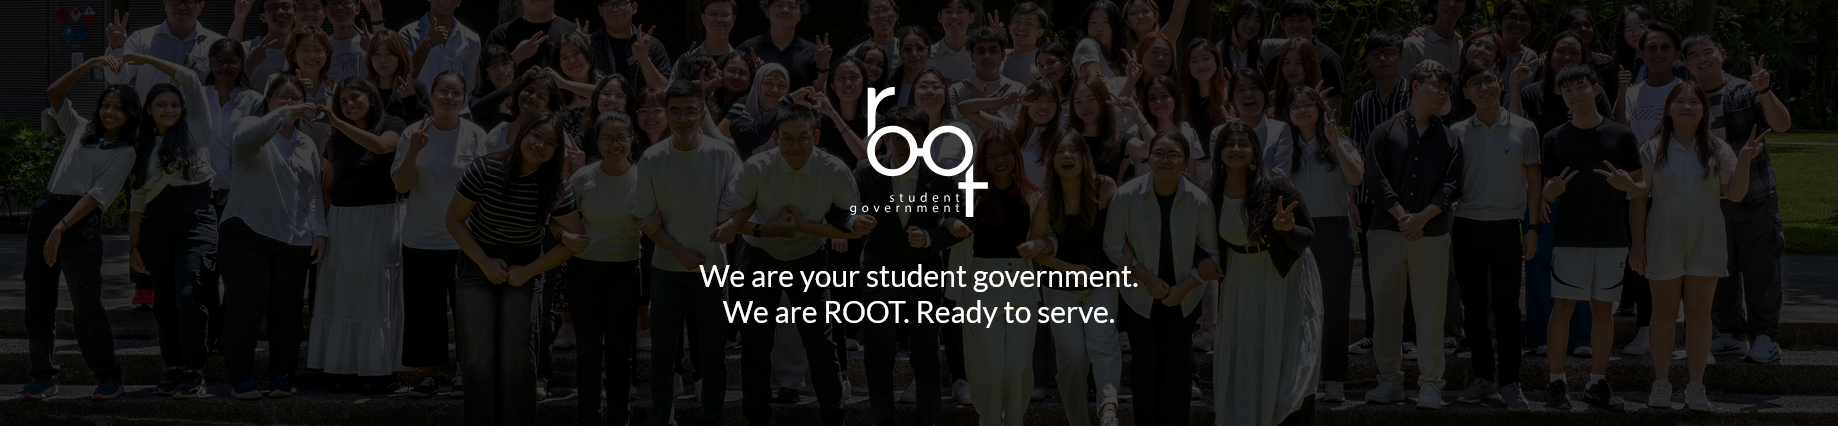 root
student
government
We are your student government.
We are ROOT. Ready to serve.